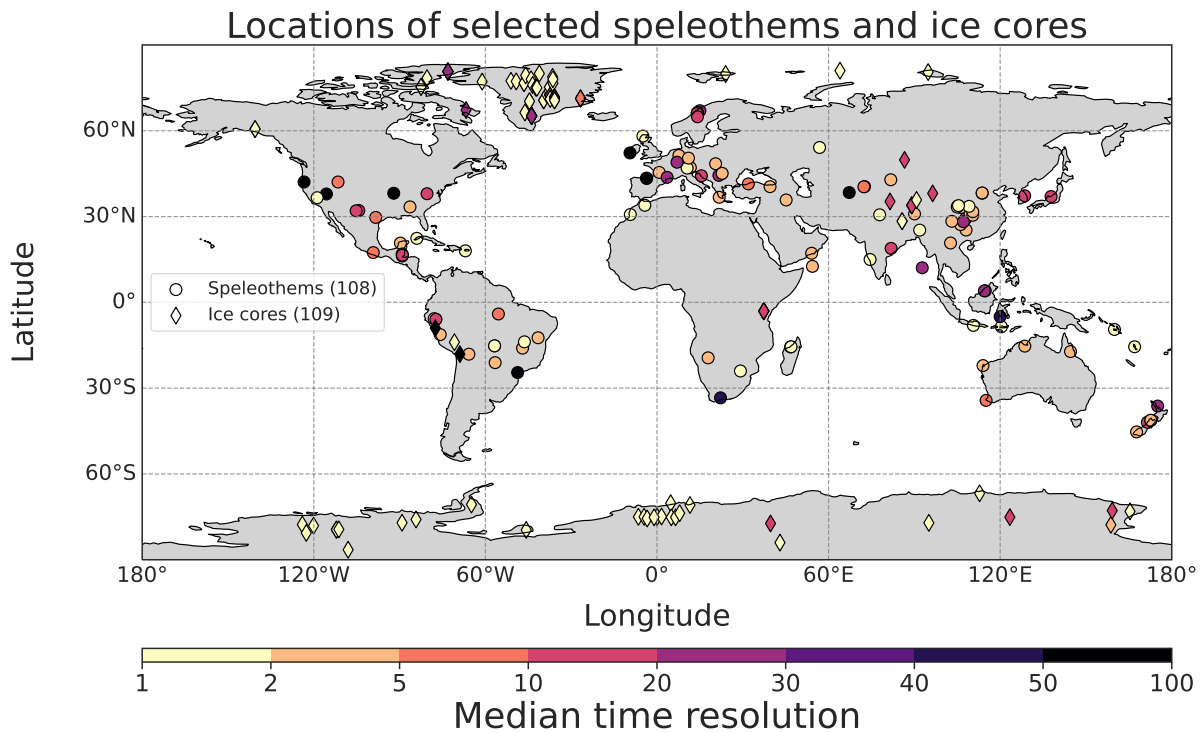 Locations of selected speleothems and ice cores
60°N
30°N
0°
30°S
60°S
Latitude
Speleothems (108)
Ice cores (109)
180° 120°W 60°W 0° 60°E 120°E 180°
Longitude
1 2 5 10 20 30 40 50 100
Median time resolution